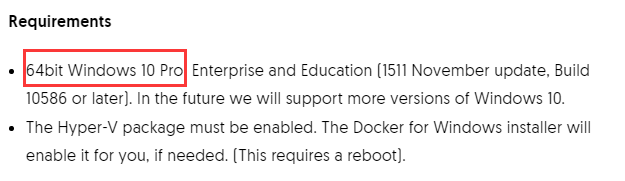 Requirements
• 64bit Windows 10 Pro, Enterprise and Education (1511 November update, Build
10586 or later). In the future we will support more versions of Windows 10.
• The Hyper-V package must be enabled. The Docker for Windows installer will
enable it for you, if needed. (This requires a reboot).